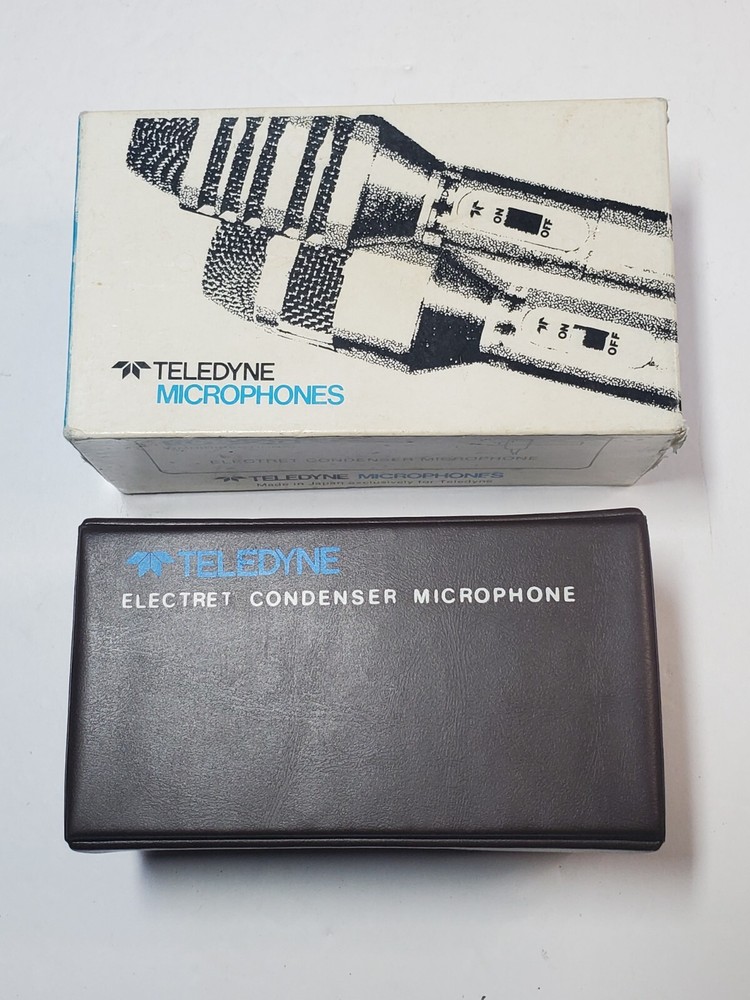 ON
OFF
ON
OFF
TELEDYNE
MICROPHONES
ELECTRET CONDENSER MICROPHONE
TELEDYNE MICROPHONES
Made in Japan exclusively for Teledyne
TELEDYNE
ELECTRET CONDENSER MICROPHONE